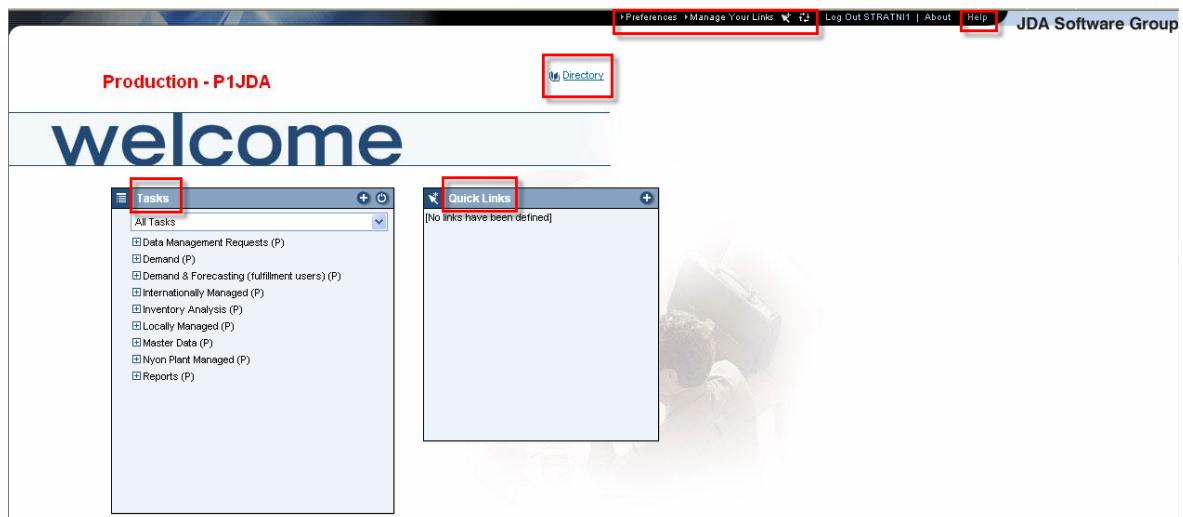 Preferences Manage Your Links Log Out STRATNI1 | About Help
JDA Software Group
Production - P1JDA
Directory
welcome
Tasks
All Tasks
Data Management Requests (P)
Demand (P)
Demand & Forecasting (fulfillment users) (P)
Internationally Managed (P)
Inventory Analysis (P)
Locally Managed (P)
Master Data (P)
Nyon Plant Managed (P)
Reports (P)
Quick Links
[No links have been defined]